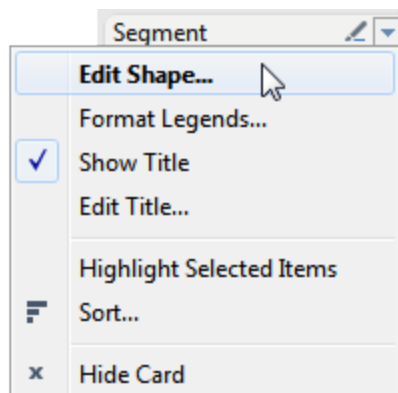 Segment
Edit Shape...
Format Legends...
Show Title
Edit Title...
Highlight Selected Items
Sort...
Hide Card